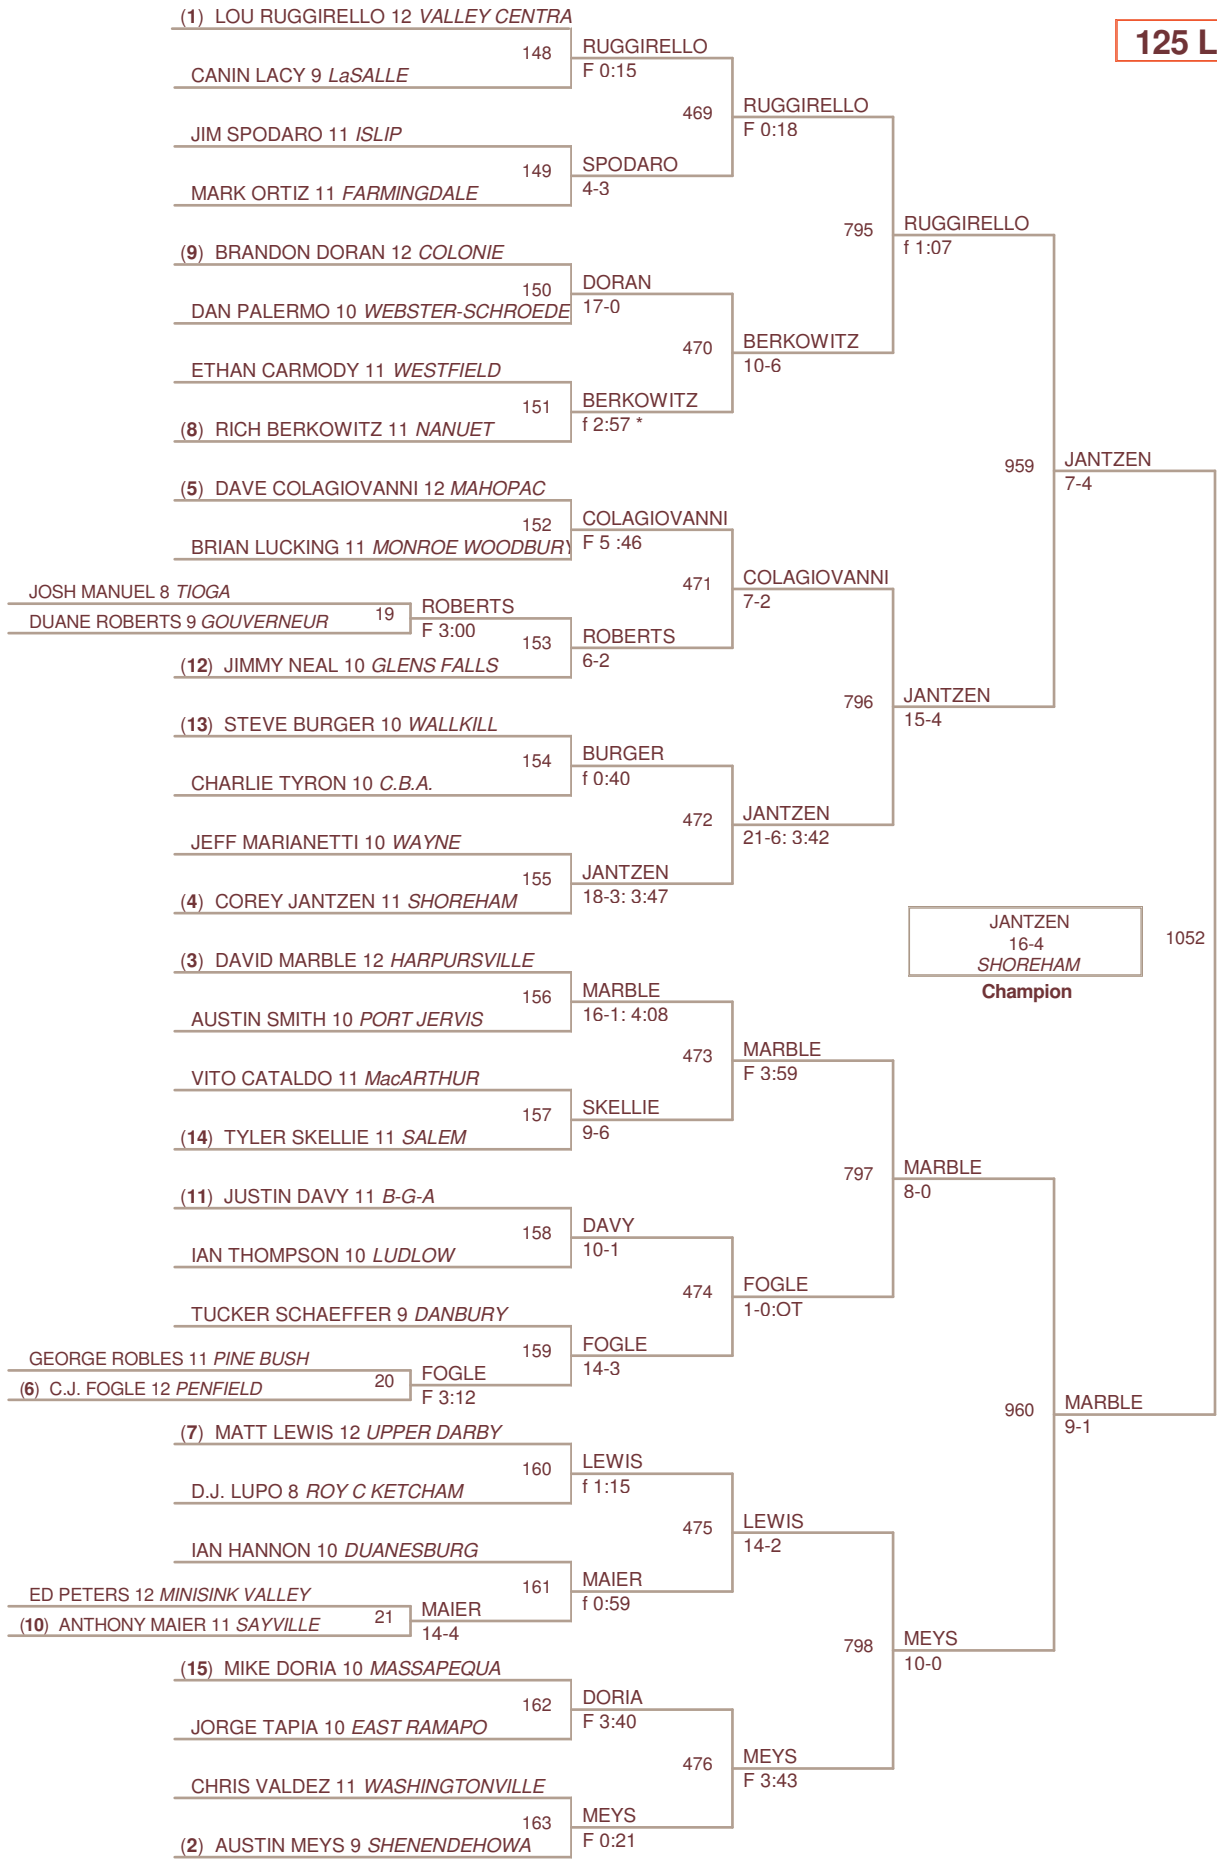 (1) LOU RUGGIRELLO 12 VALLEY CENTRA
125 L
148 RUGGIRELLO
F 0:15
CANIN LACY 9 LaSALLE
469 RUGGIRELLO
F 0:18
JIM SPODARO 11 ISLIP
149 SPODARO
4-3
MARK ORTIZ 11 FARMINGDALE
795 RUGGIRELLO
f 1:07
(9) BRANDON DORAN 12 COLONIE
150 DORAN
17-0
DAN PALERMO 10 WEBSTER-SCHROEDE
470 BERKOWITZ
10-6
ETHAN CARMODY 11 WESTFIELD
151 BERKOWITZ
f 2:57 *
(8) RICH BERKOWITZ 11 NANUET
959 JANTZEN
7-4
(5) DAVE COLAGIOVANNI 12 MAHOPAC
152 COLAGIOVANNI
F 5 :46
BRIAN LUCKING 11 MONROE WOODBURY
471 COLAGIOVANNI
7-2
JOSH MANUEL 8 TIOGA
19 ROBERTS
F 3:00
DUANE ROBERTS 9 GOUVERNEUR
153 ROBERTS
6-2
(12) JIMMY NEAL 10 GLENS FALLS
796 JANTZEN
15-4
(13) STEVE BURGER 10 WALLKILL
154 BURGER
f 0:40
CHARLIE TYRON 10 C.B.A.
472 JANTZEN
21-6: 3:42
JEFF MARIANETTI 10 WAYNE
155 JANTZEN
18-3: 3:47
(4) COREY JANTZEN 11 SHOREHAM
JANTZEN
16-4
SHOREHAM
Champion
1052
(3) DAVID MARBLE 12 HARPURSVILLE
156 MARBLE
16-1: 4:08
AUSTIN SMITH 10 PORT JERVIS
473 MARBLE
F 3:59
VITO CATALDO 11 MacARTHUR
157 SKELLIE
9-6
(14) TYLER SKELLIE 11 SALEM
797 MARBLE
8-0
(11) JUSTIN DAVY 11 B-G-A
158 DAVY
10-1
IAN THOMPSON 10 LUDLOW
474 FOGLE
1-0:OT
TUCKER SCHAEFFER 9 DANBURY
159 FOGLE
14-3
GEORGE ROBLES 11 PINE BUSH
20 FOGLE
F 3:12
(6) C.J. FOGLE 12 PENFIELD
960 MARBLE
9-1
(7) MATT LEWIS 12 UPPER DARBY
160 LEWIS
f 1:15
D.J. LUPO 8 ROY C KETCHAM
475 LEWIS
14-2
IAN HANNON 10 DUANESBURG
161 MAIER
f 0:59
ED PETERS 12 MINISINK VALLEY
21 MAIER
14-4
(10) ANTHONY MAIER 11 SAYVILLE
798 MEYS
10-0
(15) MIKE DORIA 10 MASSAPEQUA
162 DORIA
F 3:40
JORGE TAPIA 10 EAST RAMAPO
476 MEYS
F 3:43
CHRIS VALDEZ 11 WASHINGTONVILLE
163 MEYS
F 0:21
(2) AUSTIN MEYS 9 SHENENDEHOWA